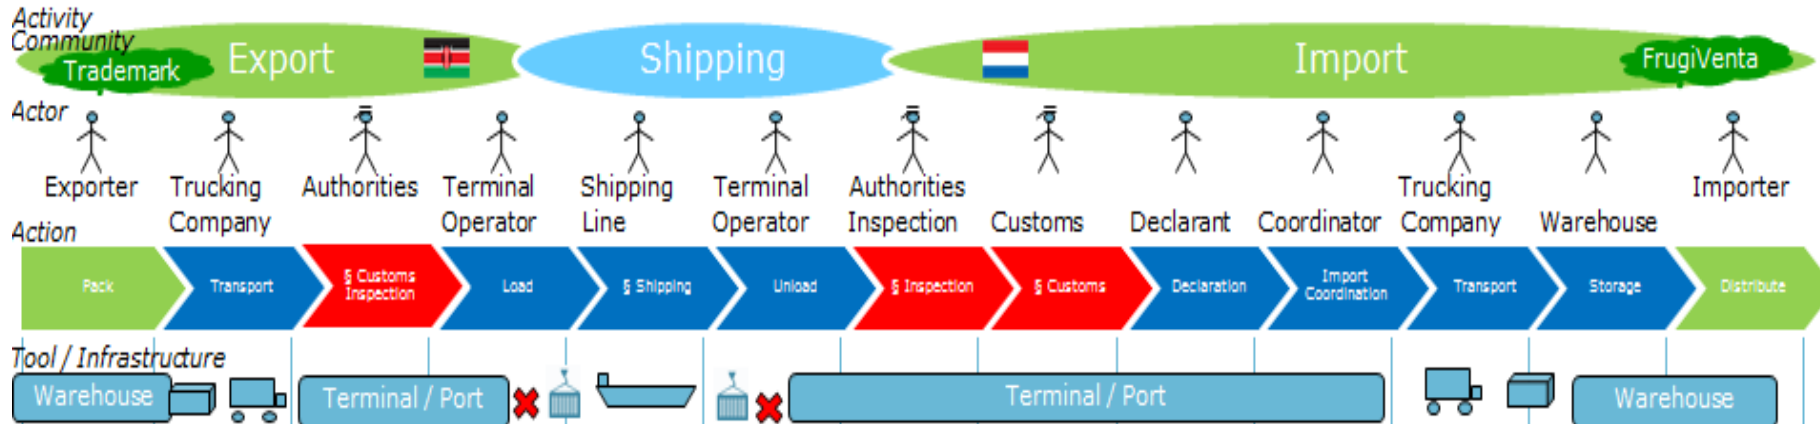 Activity
Community
Trademark
Export
Shipping
Import
FrugiVenta
Actor
Exporter
Trucking
Company
Authorities
Terminal
Operator
Shipping
Line
Terminal
Operator
Authorities
Inspection
Customs
Declarant
Coordinator
Trucking
Company
Warehouse
Importer
Action
Pack
Transport
§ Customs
Inspection
Load
§ Shipping
Unload
§ Inspection
§ Customs
Declaration
Import
Coordination
Transport
Storage
Distribute
Tool / Infrastructure
Warehouse
Terminal / Port
Terminal / Port
Warehouse